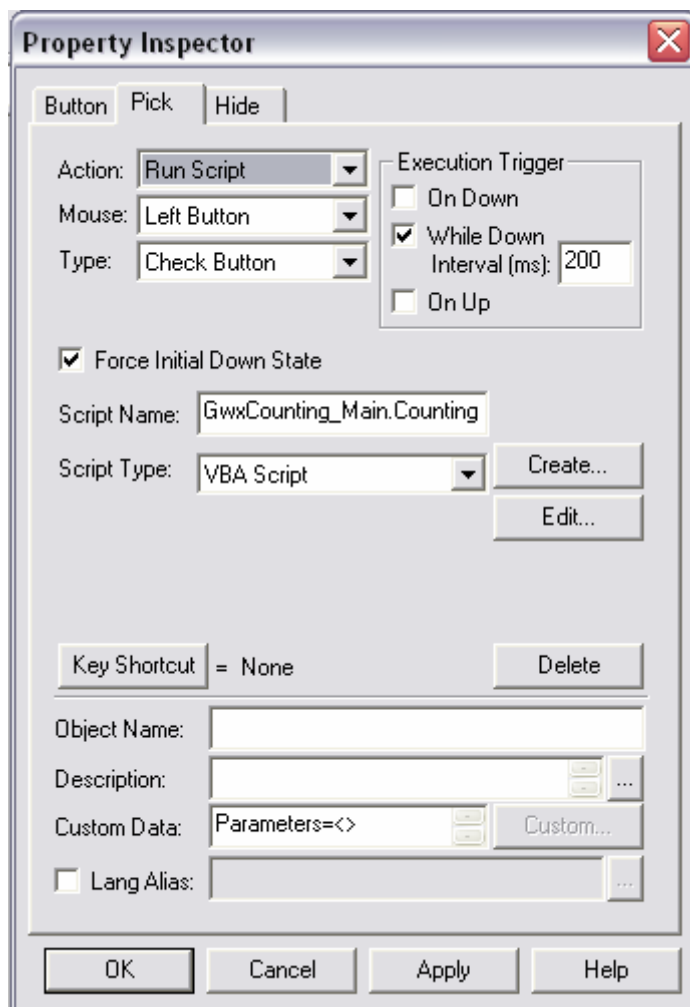 Property Inspector
Button Pick Hide
Action: Run Script
Mouse: Left Button
Type: Check Button
Execution Trigger
On Down
While Down
Interval (ms): 200
On Up
Force Initial Down State
Script Name: GwxCounting_Main.Counting
Script Type: VBA Script
Create...
Edit...
Key Shortcut = None Delete
Object Name:
Description: ...
Custom Data: Parameters=<> Custom...
Lang Alias: ...
OK Cancel Apply Help